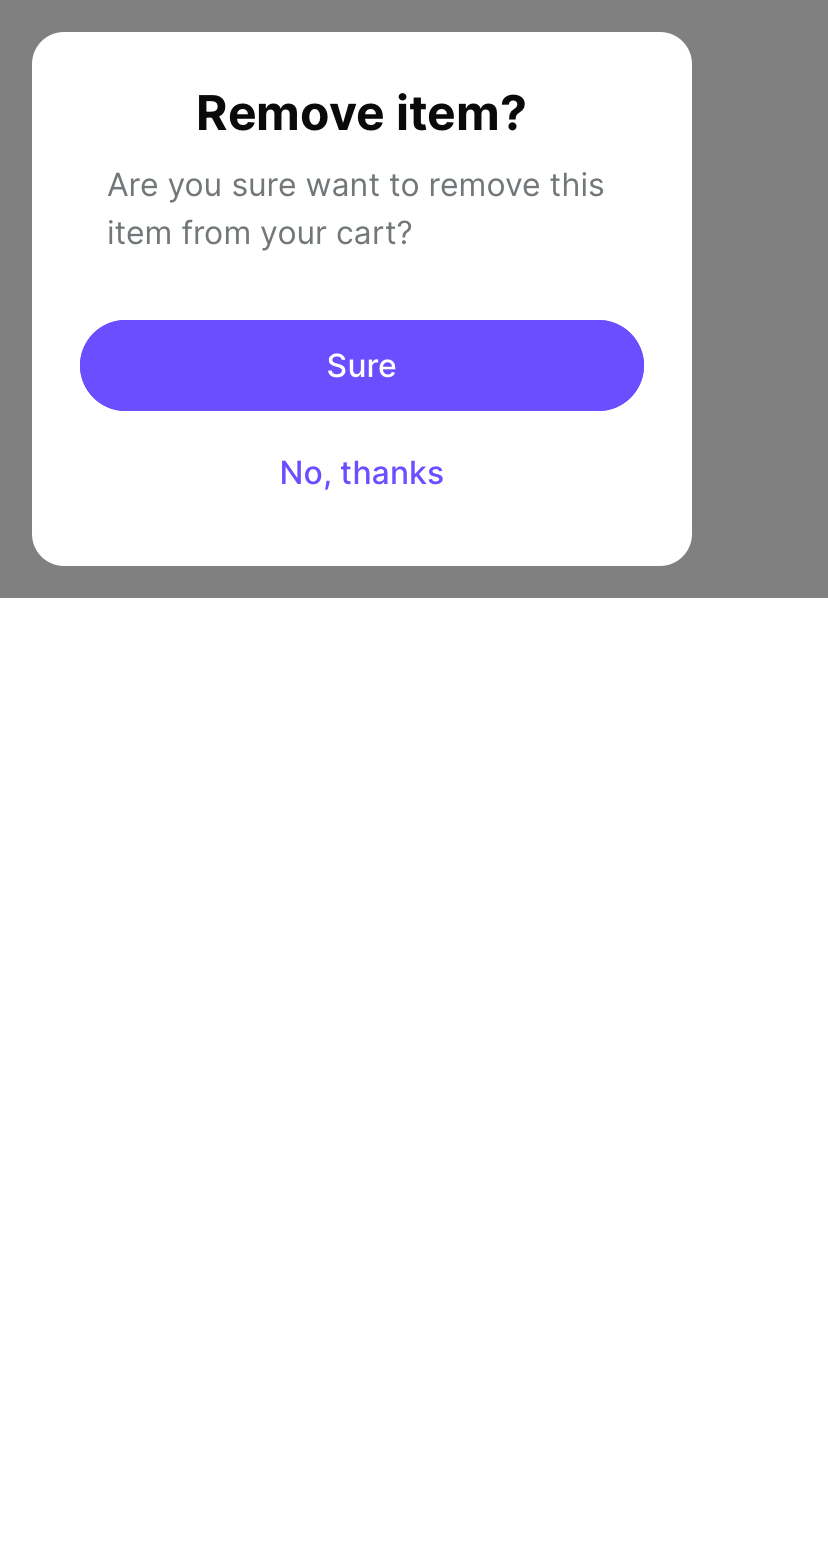 Remove item?
Are you sure want to remove this
item from your cart?
Sure
No, thanks